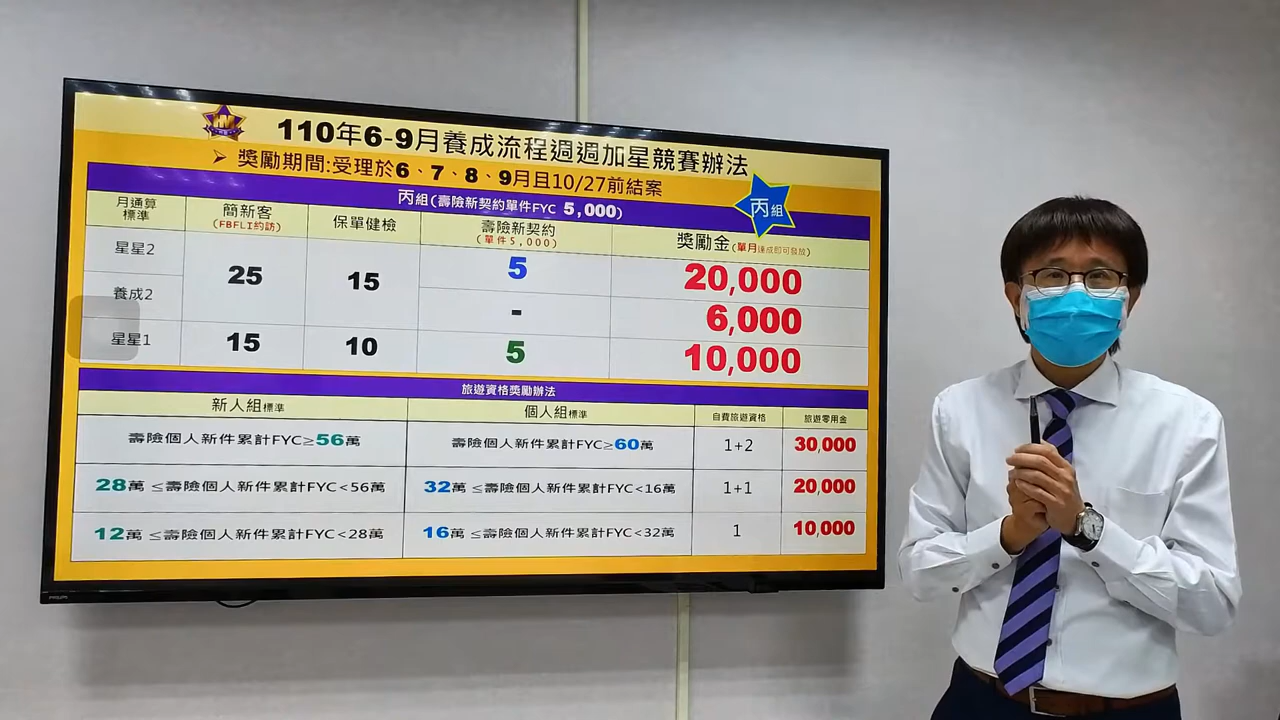 110年6-9月養成流程週週加星競賽辦法
➢ 獎勵期間:受理於6、7、8、9月且10/27前結案
丙組(壽險新契約單件FYC 5,000)
丙組
月通算標準 簡新客(FBFLI約訪) 保單健檢 壽險新契約(單件5,000) 獎勵金(單月達成即可發放)
星星2 25 15 5 20,000
養成2 - 6,000
星星1 15 10 5 10,000
旅遊資格獎勵辦法
新人組標準 個人組標準 自費旅遊資格 旅遊零用金
壽險個人新件累計FYC≥56萬 壽險個人新件累計FYC≥60萬 1+2 30,000
28萬 ≤壽險個人新件累計FYC<56萬 32萬 ≤壽險個人新件累計FYC<16萬 1+1 20,000
12萬 ≤壽險個人新件累計FYC<28萬 16萬 ≤壽險個人新件累計FYC<32萬 1 10,000
PHILIPS